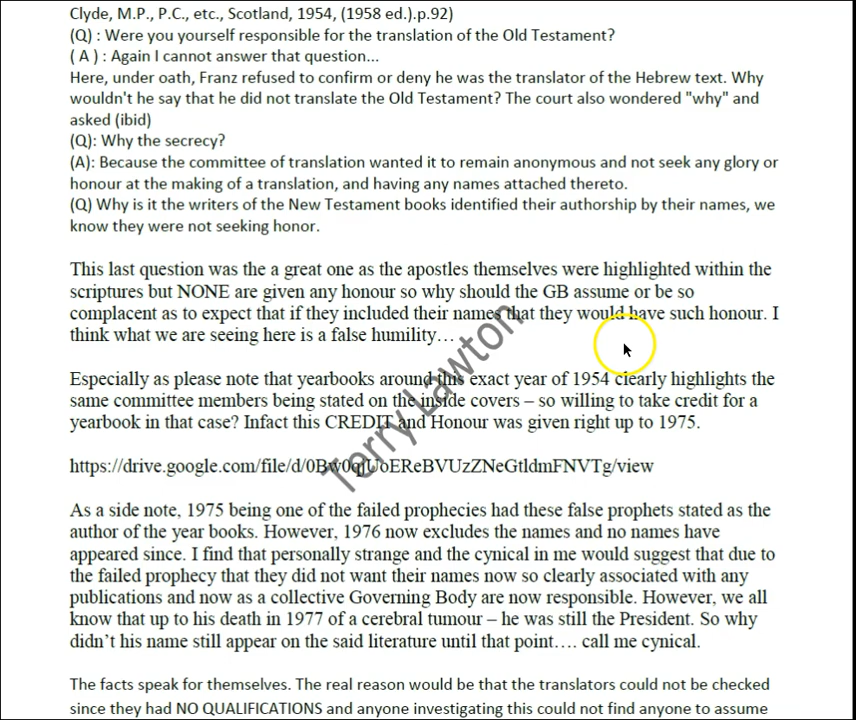 Clyde, M.P., P.C., etc., Scotland, 1954, (1958 ed.).p.92)
(Q) : Were you yourself responsible for the translation of the Old Testament?
( A ) : Again I cannot answer that question...
Here, under oath, Franz refused to confirm or deny he was the translator of the Hebrew text. Why
wouldn't he say that he did not translate the Old Testament? The court also wondered "why" and
asked (ibid)
(Q): Why the secrecy?
(A): Because the committee of translation wanted it to remain anonymous and not seek any glory or
honour at the making of a translation, and having any names attached thereto.
(Q) Why is it the writers of the New Testament books identified their authorship by their names, we
know they were not seeking honor.
This last question was the a great one as the apostles themselves were highlighted within the
scriptures but NONE are given any honour so why should the GB assume or be so
complacent as to expect that if they included their names that they would have such honour. I
think what we are seeing here is a false humility…
Especially as please note that yearbooks around this exact year of 1954 clearly highlights the
same committee members being stated on the inside covers – so willing to take credit for a
yearbook in that case? Infact this CREDIT and Honour was given right up to 1975.
https://drive.google.com/file/d/0Bw0qjUoEReBVUzZNeGtldmFNVTg/view
As a side note, 1975 being one of the failed prophecies had these false prophets stated as the
author of the year books. However, 1976 now excludes the names and no names have
appeared since. I find that personally strange and the cynical in me would suggest that due to
the failed prophecy that they did not want their names now so clearly associated with any
publications and now as a collective Governing Body are now responsible. However, we all
know that up to his death in 1977 of a cerebral tumour – he was still the President. So why
didn't his name still appear on the said literature until that point…. call me cynical.
The facts speak for themselves. The real reason would be that the translators could not be checked
since they had NO QUALIFICATIONS and anyone investigating this could not find anyone to assume
Terry Lawton